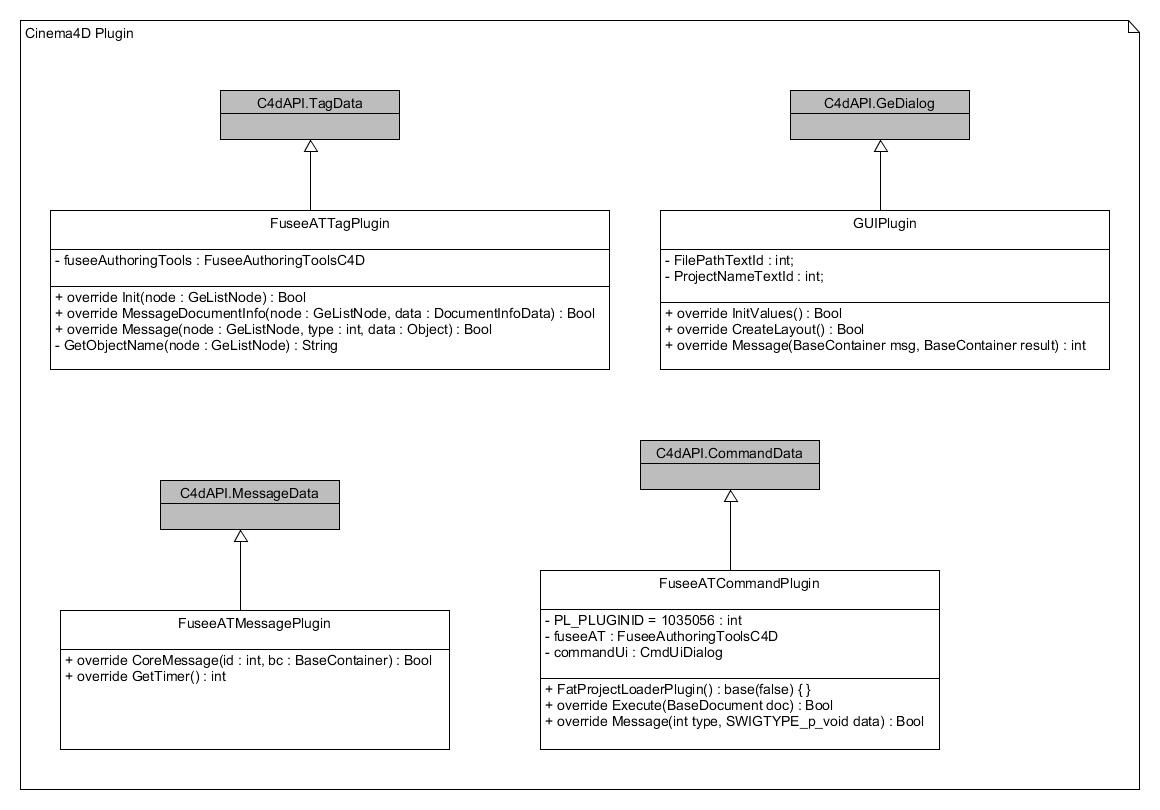 Cinema4D Plugin
C4dAPI.TagData
FuseeATTagPlugin
- fuseeAuthoringTools : FuseeAuthoringToolsC4D
+ override Init(node : GeListNode) : Bool
+ override MessageDocumentInfo(node : GeListNode, data : DocumentInfoData) : Bool
+ override Message(node : GeListNode, type : int, data : Object) : Bool
- GetObjectName(node : GeListNode) : String
C4dAPI.GeDialog
GUIPlugin
- FilePathTextId : int;
- ProjectNameTextId : int;
+ override InitValues() : Bool
+ override CreateLayout() : Bool
+ override Message(BaseContainer msg, BaseContainer result) : int
C4dAPI.MessageData
FuseeATMessagePlugin
+ override CoreMessage(id : int, bc : BaseContainer) : Bool
+ override GetTimer() : int
C4dAPI.CommandData
FuseeATCommandPlugin
- PL_PLUGINID = 1035056 : int
- fuseeAT : FuseeAuthoringToolsC4D
- commandUi : CmdUiDialog
+ FatProjectLoaderPlugin() : base(false) { }
+ override Execute(BaseDocument doc) : Bool
+ override Message(int type, SWIGTYPE_p_void data) : Bool